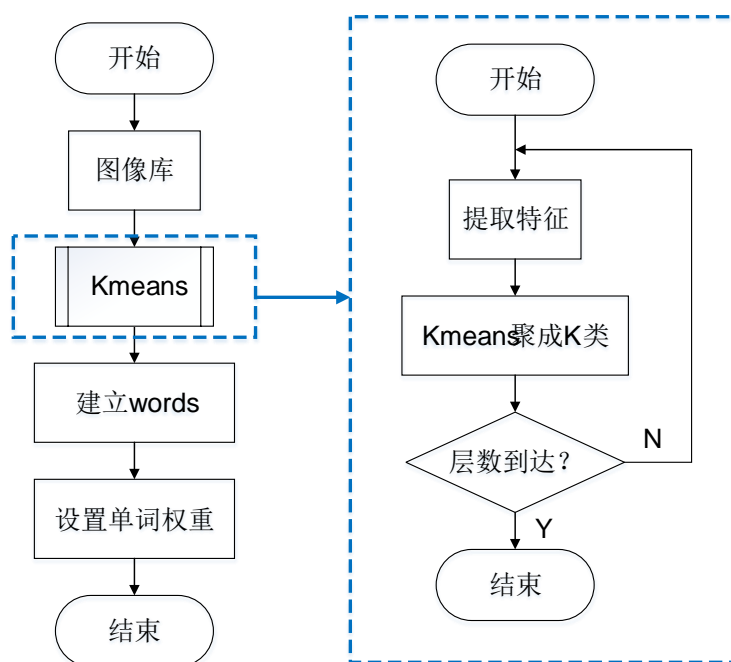 开始
图像库
Kmeans
建立words
设置单词权重
结束
开始
提取特征
Kmeans聚成K类
层数到达?
N
Y
结束